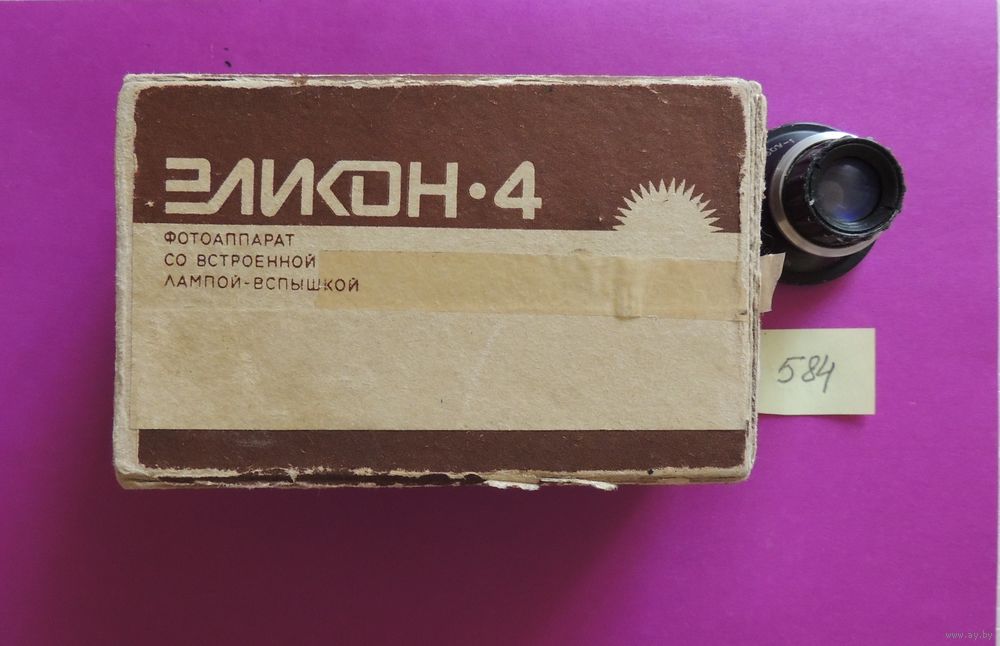 ЭЛИКОН·4
ФОТОАППАРАТ
СО ВСТРОЕННОЙ
ЛАМПОЙ-ВСПЫШКОЙ
584
www.ay.by